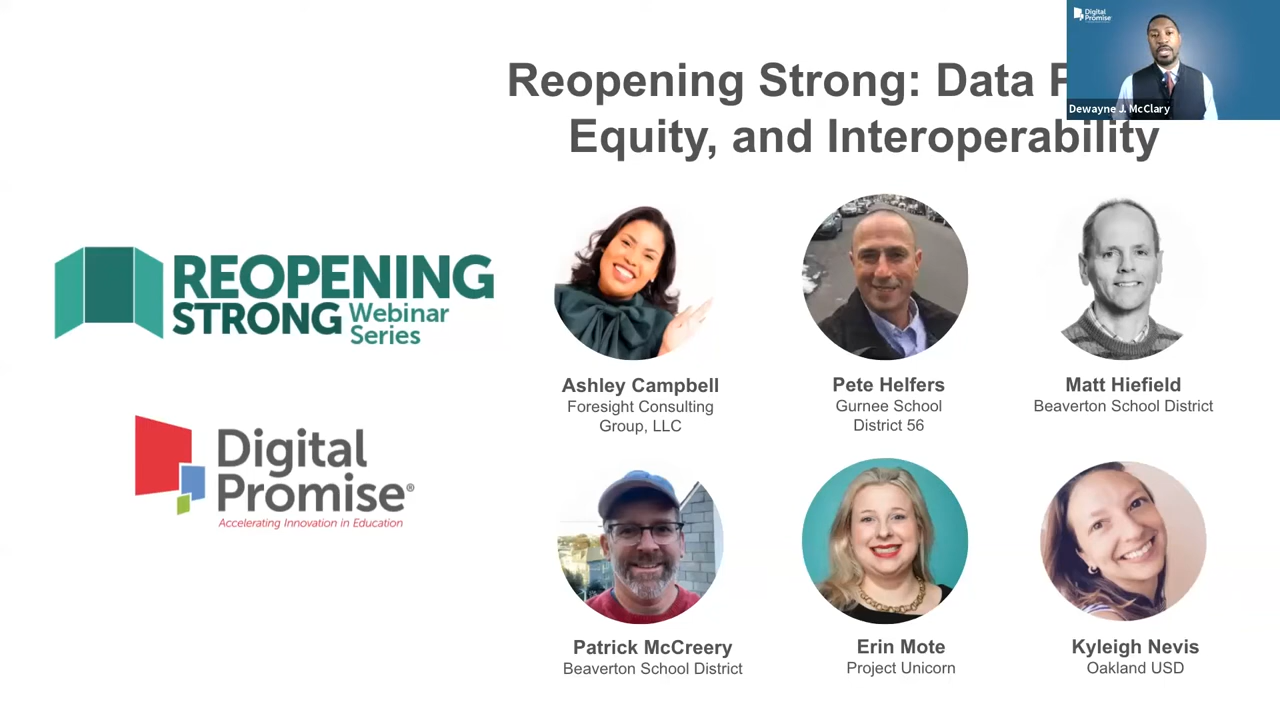 Reopening Strong: Data
Equity, and Interoperability
Digital
Promise
Dewayne J. McClary
REOPENING
STRONG Webinar
Series
Digital
Promise®
Accelerating Innovation in Education
Ashley Campbell
Foresight Consulting
Group, LLC
Pete Helfers
Gurnee School
District 56
Matt Hiefield
Beaverton School District
Patrick McCreery
Beaverton School District
Erin Mote
Project Unicorn
Kyleigh Nevis
Oakland USD